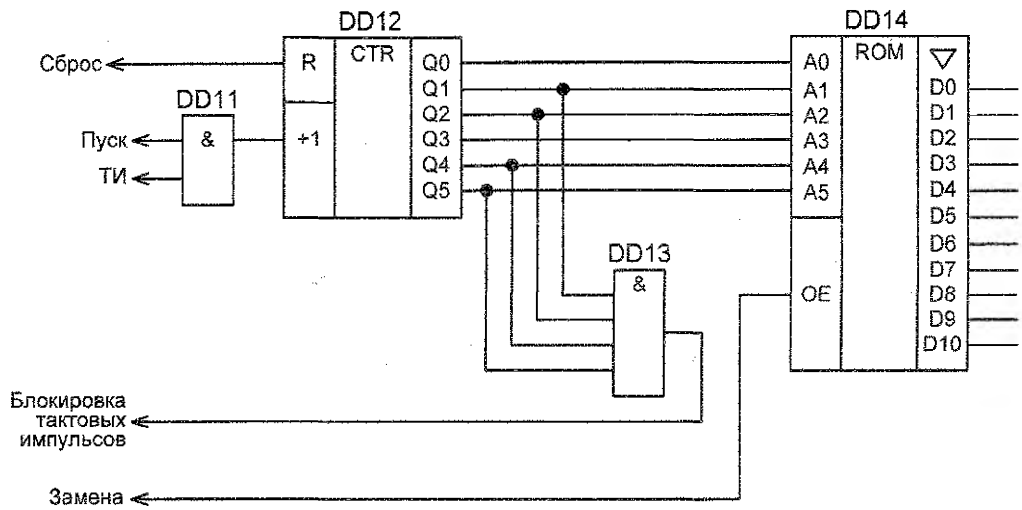 DD12
DD14
Сброс
R
CTR
Q0
Q1
Q2
Q3
Q4
Q5
DD11
Пуск
ТИ
&
+1
A0
A1
A2
A3
A4
A5
ROM
D0
D1
D2
D3
D4
D5
D6
D7
D8
D9
D10
OE
DD13
&
Блокировка
тактовых
импульсов
Замена